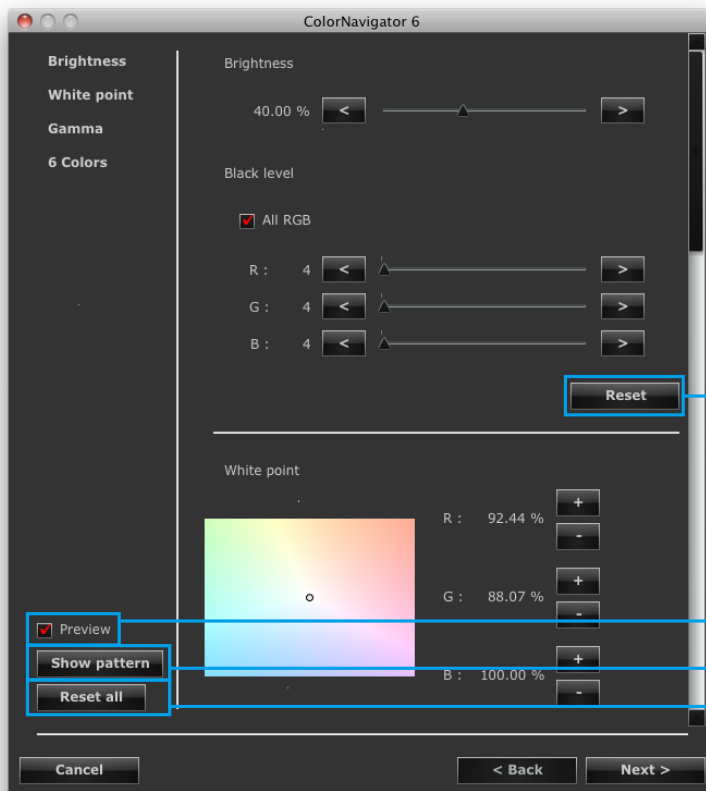 ColorNavigator 6
Brightness
White point
Gamma
6 Colors
Brightness
40.00 % < >
Black level
All RGB
R : 4 < >
G : 4 < >
B : 4 < >
Reset
White point
R : 92.44 % + -
G : 88.07 % + -
B : 100.00 % + -
Preview
Show pattern
Reset all
Cancel
< Back
Next >